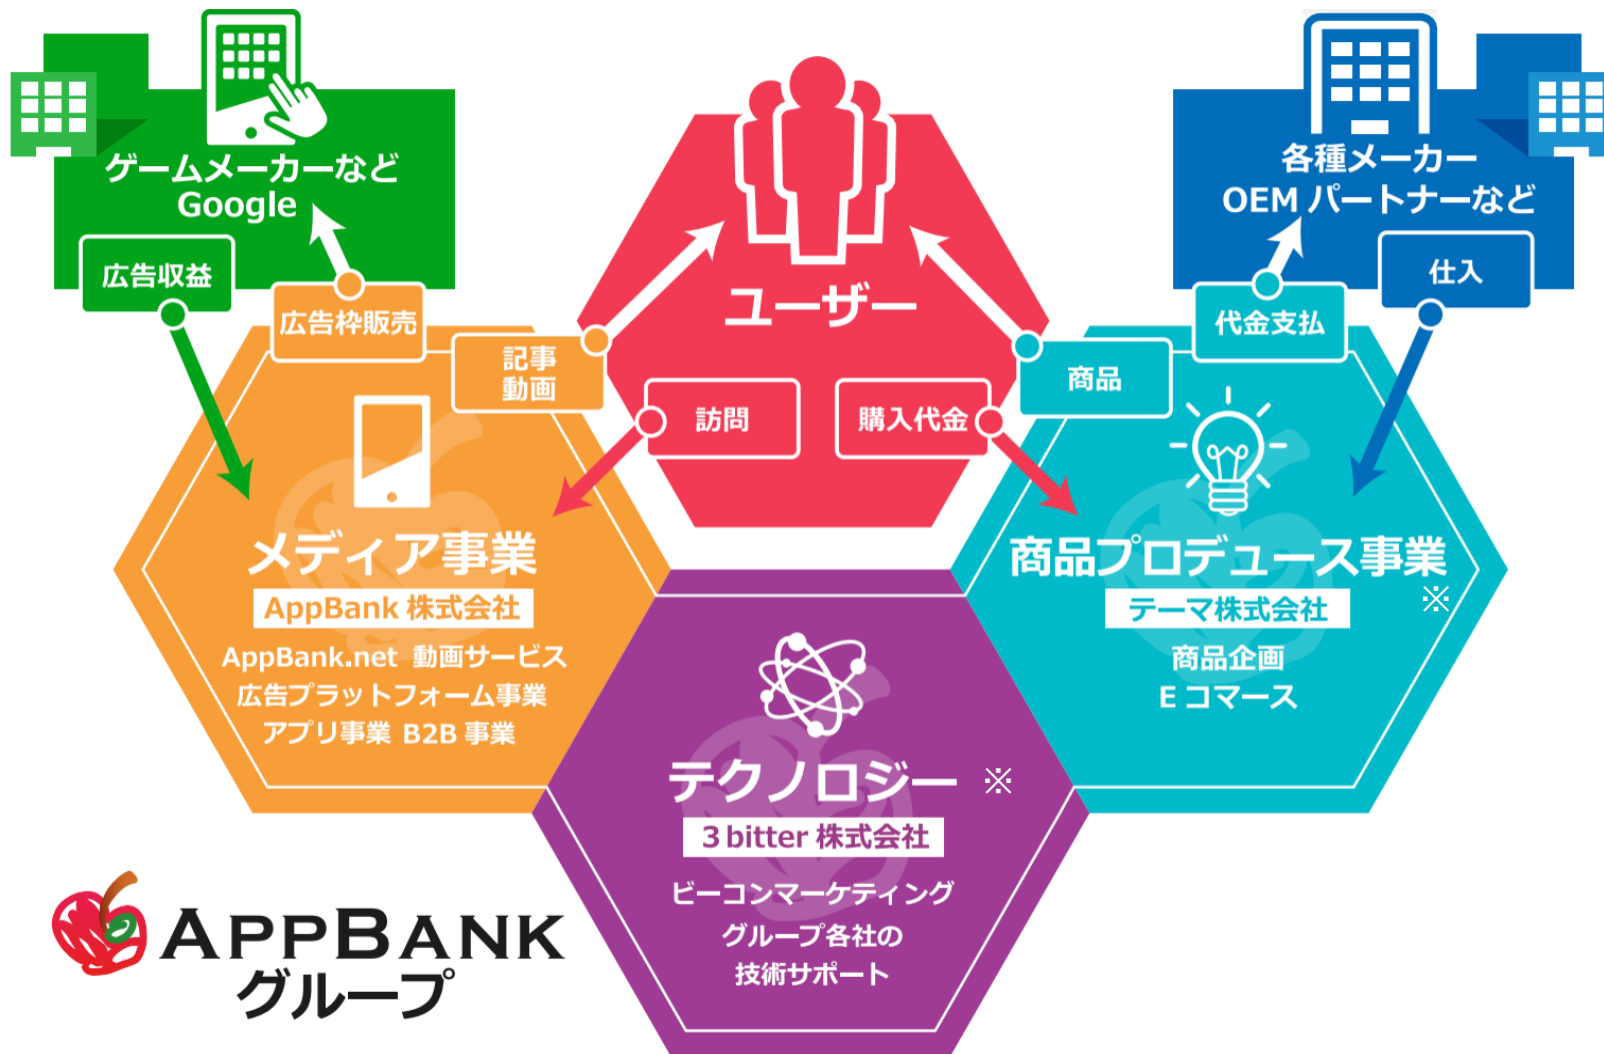 ゲームメーカーなど
Google
広告収益
広告枠販売
記事
動画
ユーザー
訪問
購入代金
各種メーカー
OEM パートナーなど
商品
代金支払
仕入
メディア事業
AppBank 株式会社
AppBank.net 動画サービス
広告プラットフォーム事業
アプリ事業 B2B 事業
商品プロデュース事業
※
テーマ株式会社
商品企画
E コマース
テクノロジー ※
3 bitter 株式会社
ビーコンマーケティング
グループ各社の
技術サポート
APPBANK
グループ